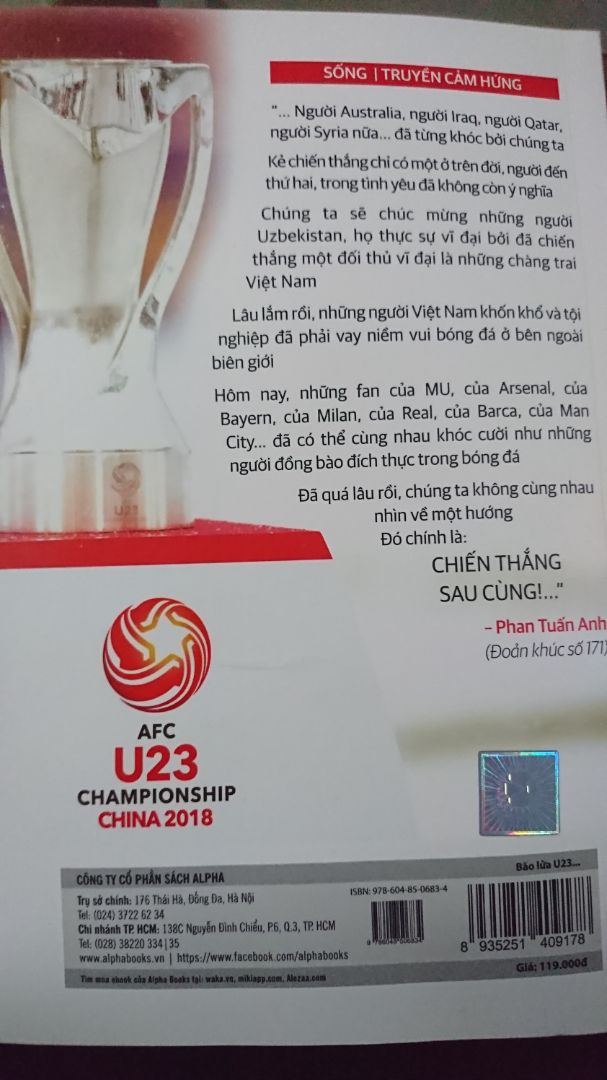 SỐNG | TRUYỀN CẢM HỨNG
"... Người Australia, người Iraq, người Qatar,
người Syria nữa... đã từng khóc bởi chúng ta
Kẻ chiến thắng chỉ có một ở trên đời, người đến
thứ hai, trong tình yêu đã không còn ý nghĩa
Chúng ta sẽ chúc mừng những người
Uzbekistan, họ thực sự vĩ đại bởi đã chiến
thắng một đối thủ vĩ đại là những chàng trai
Việt Nam
Lâu lắm rồi, những người Việt Nam khốn khổ và tội
nghiệp đã phải vay niềm vui bóng đá ở bên ngoài
biên giới
Hôm nay, những fan của MU, của Arsenal, của
Bayern, của Milan, của Real, của Barca, của Man
City... đã có thể cùng nhau khóc cười như những
người đồng bào đích thực trong bóng đá
Đã quá lâu rồi, chúng ta không cùng nhau
nhìn về một hướng
Đó chính là:
CHIẾN THẮNG
SAU CÙNG!..."
– Phan Tuấn Anh
(Đoản khúc số 171)
U23
AFC
U23
CHAMPIONSHIP
CHINA 2018
CÔNG TY CỔ PHẦN SÁCH ALPHA
Trụ sở chính: 176 Thái Hà, Đống Đa, Hà Nội
Tel: (024) 3722 62 34
Chi nhánh TP. HCM: 138C Nguyễn Đình Chiểu, P.6, Q.3, TP. HCM
Tel: (028) 38220 334|35
www.alphabooks.vn | https://www.facebook.com/alphabooks
Tìm mua ebook của Alpha Books tại: waka.vn, mikiapp.com, Alezaa.com
ISBN: 978-604-85-0683-4
9 786048 506834
Bão lửa U23...
8 935251 409178
Giá: 119.000đ